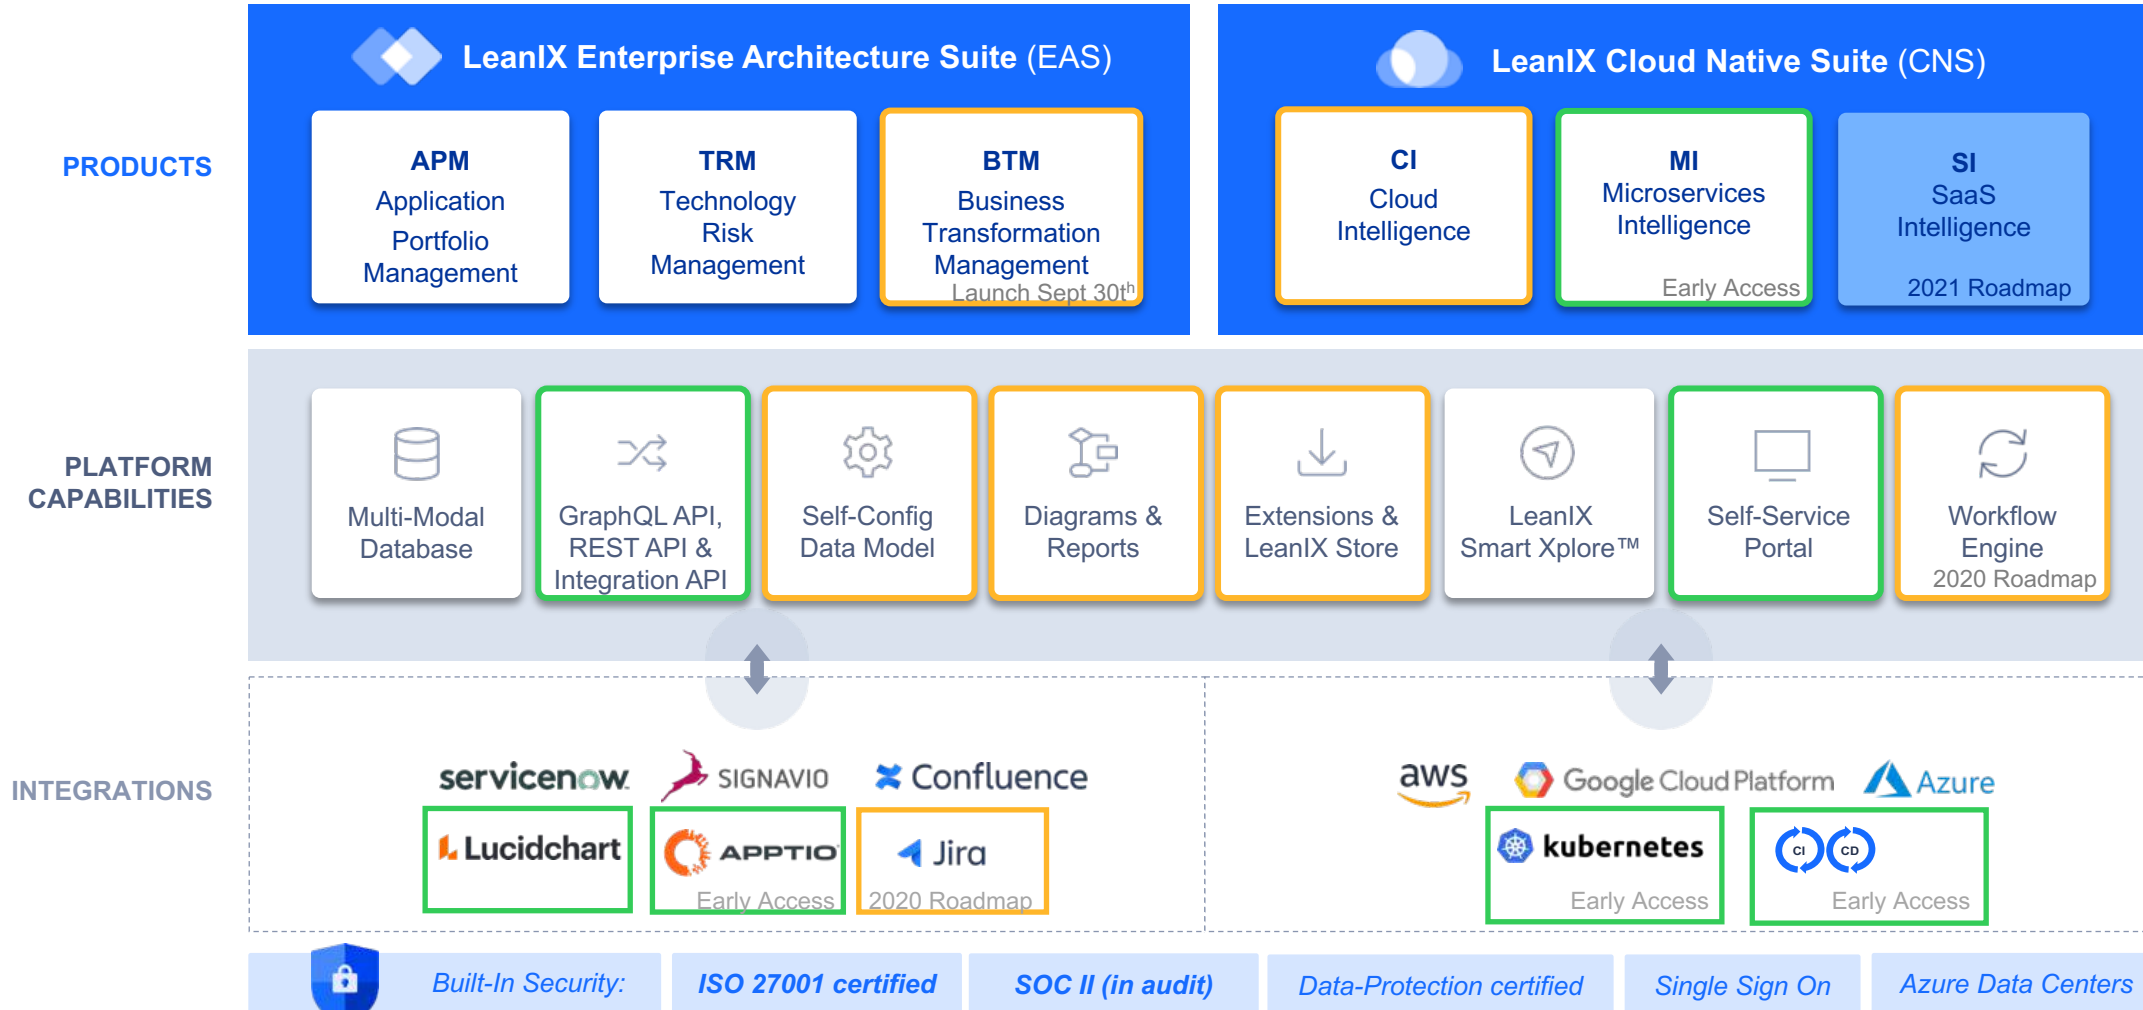 LeanIX Enterprise Architecture Suite (EAS)
LeanIX Cloud Native Suite (CNS)
PRODUCTS
APM
Application
Portfolio
Management
TRM
Technology
Risk
Management
BTM
Business
Transformation
Management
Launch Sept 30th
CI
Cloud
Intelligence
MI
Microservices
Intelligence
Early Access
SI
SaaS
Intelligence
2021 Roadmap
PLATFORM
CAPABILITIES
Multi-Modal
Database
GraphQL API,
REST API &
Integration API
Self-Config
Data Model
Diagrams &
Reports
Extensions &
LeanIX Store
LeanIX
Smart Xplore™
Self-Service
Portal
Workflow
Engine
2020 Roadmap
INTEGRATIONS
servicenow
SIGNAVIO
Confluence
Lucidchart
APPTIO
Early Access
Jira
2020 Roadmap
aws
Google Cloud Platform
Azure
kubernetes
Early Access
CI
CD
Early Access
Built-In Security:
ISO 27001 certified
SOC II (in audit)
Data-Protection certified
Single Sign On
Azure Data Centers